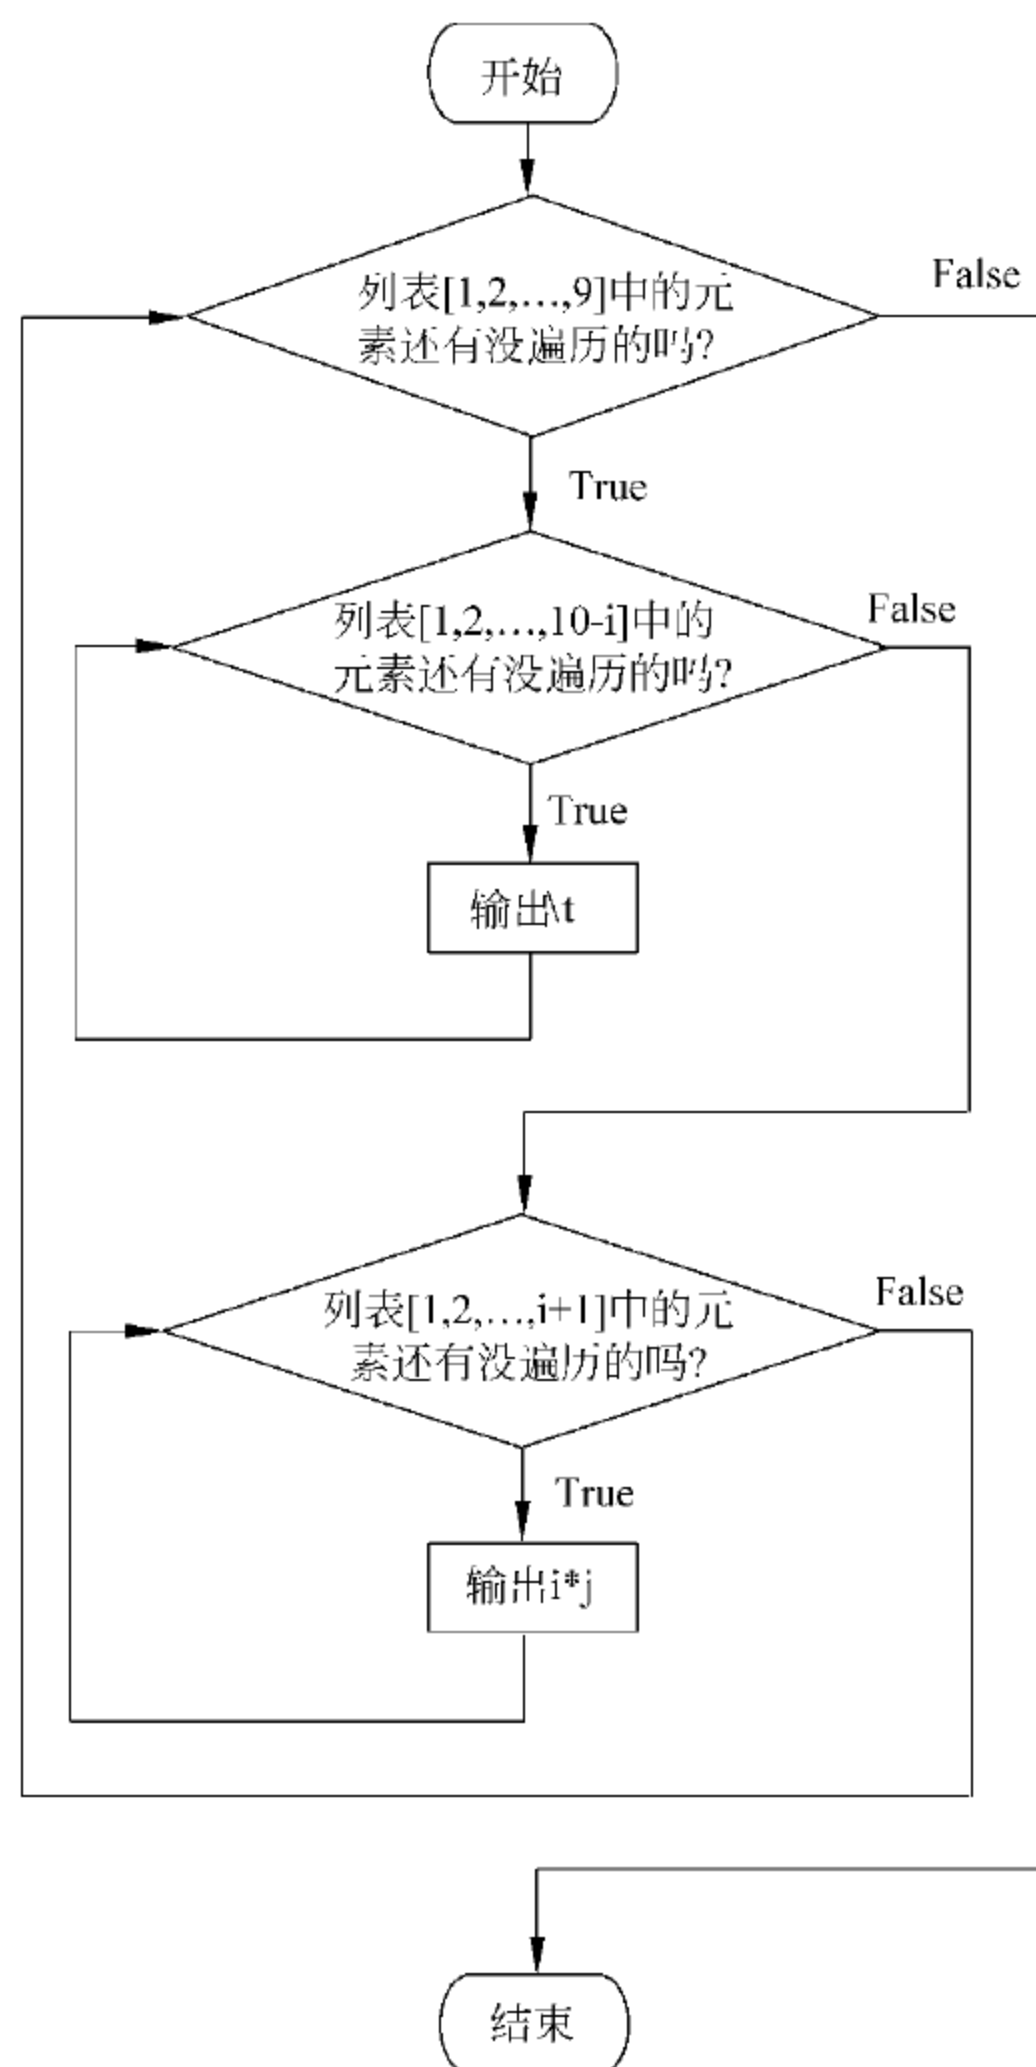 开始
列表[1,2,…,9]中的元
素还有没遍历的吗?
False
True
列表[1,2,…,10-i]中的
元素还有没遍历的吗?
False
True
输出\t
列表[1,2,…,i+1]中的元
素还有没遍历的吗?
False
True
输出i*j
结束